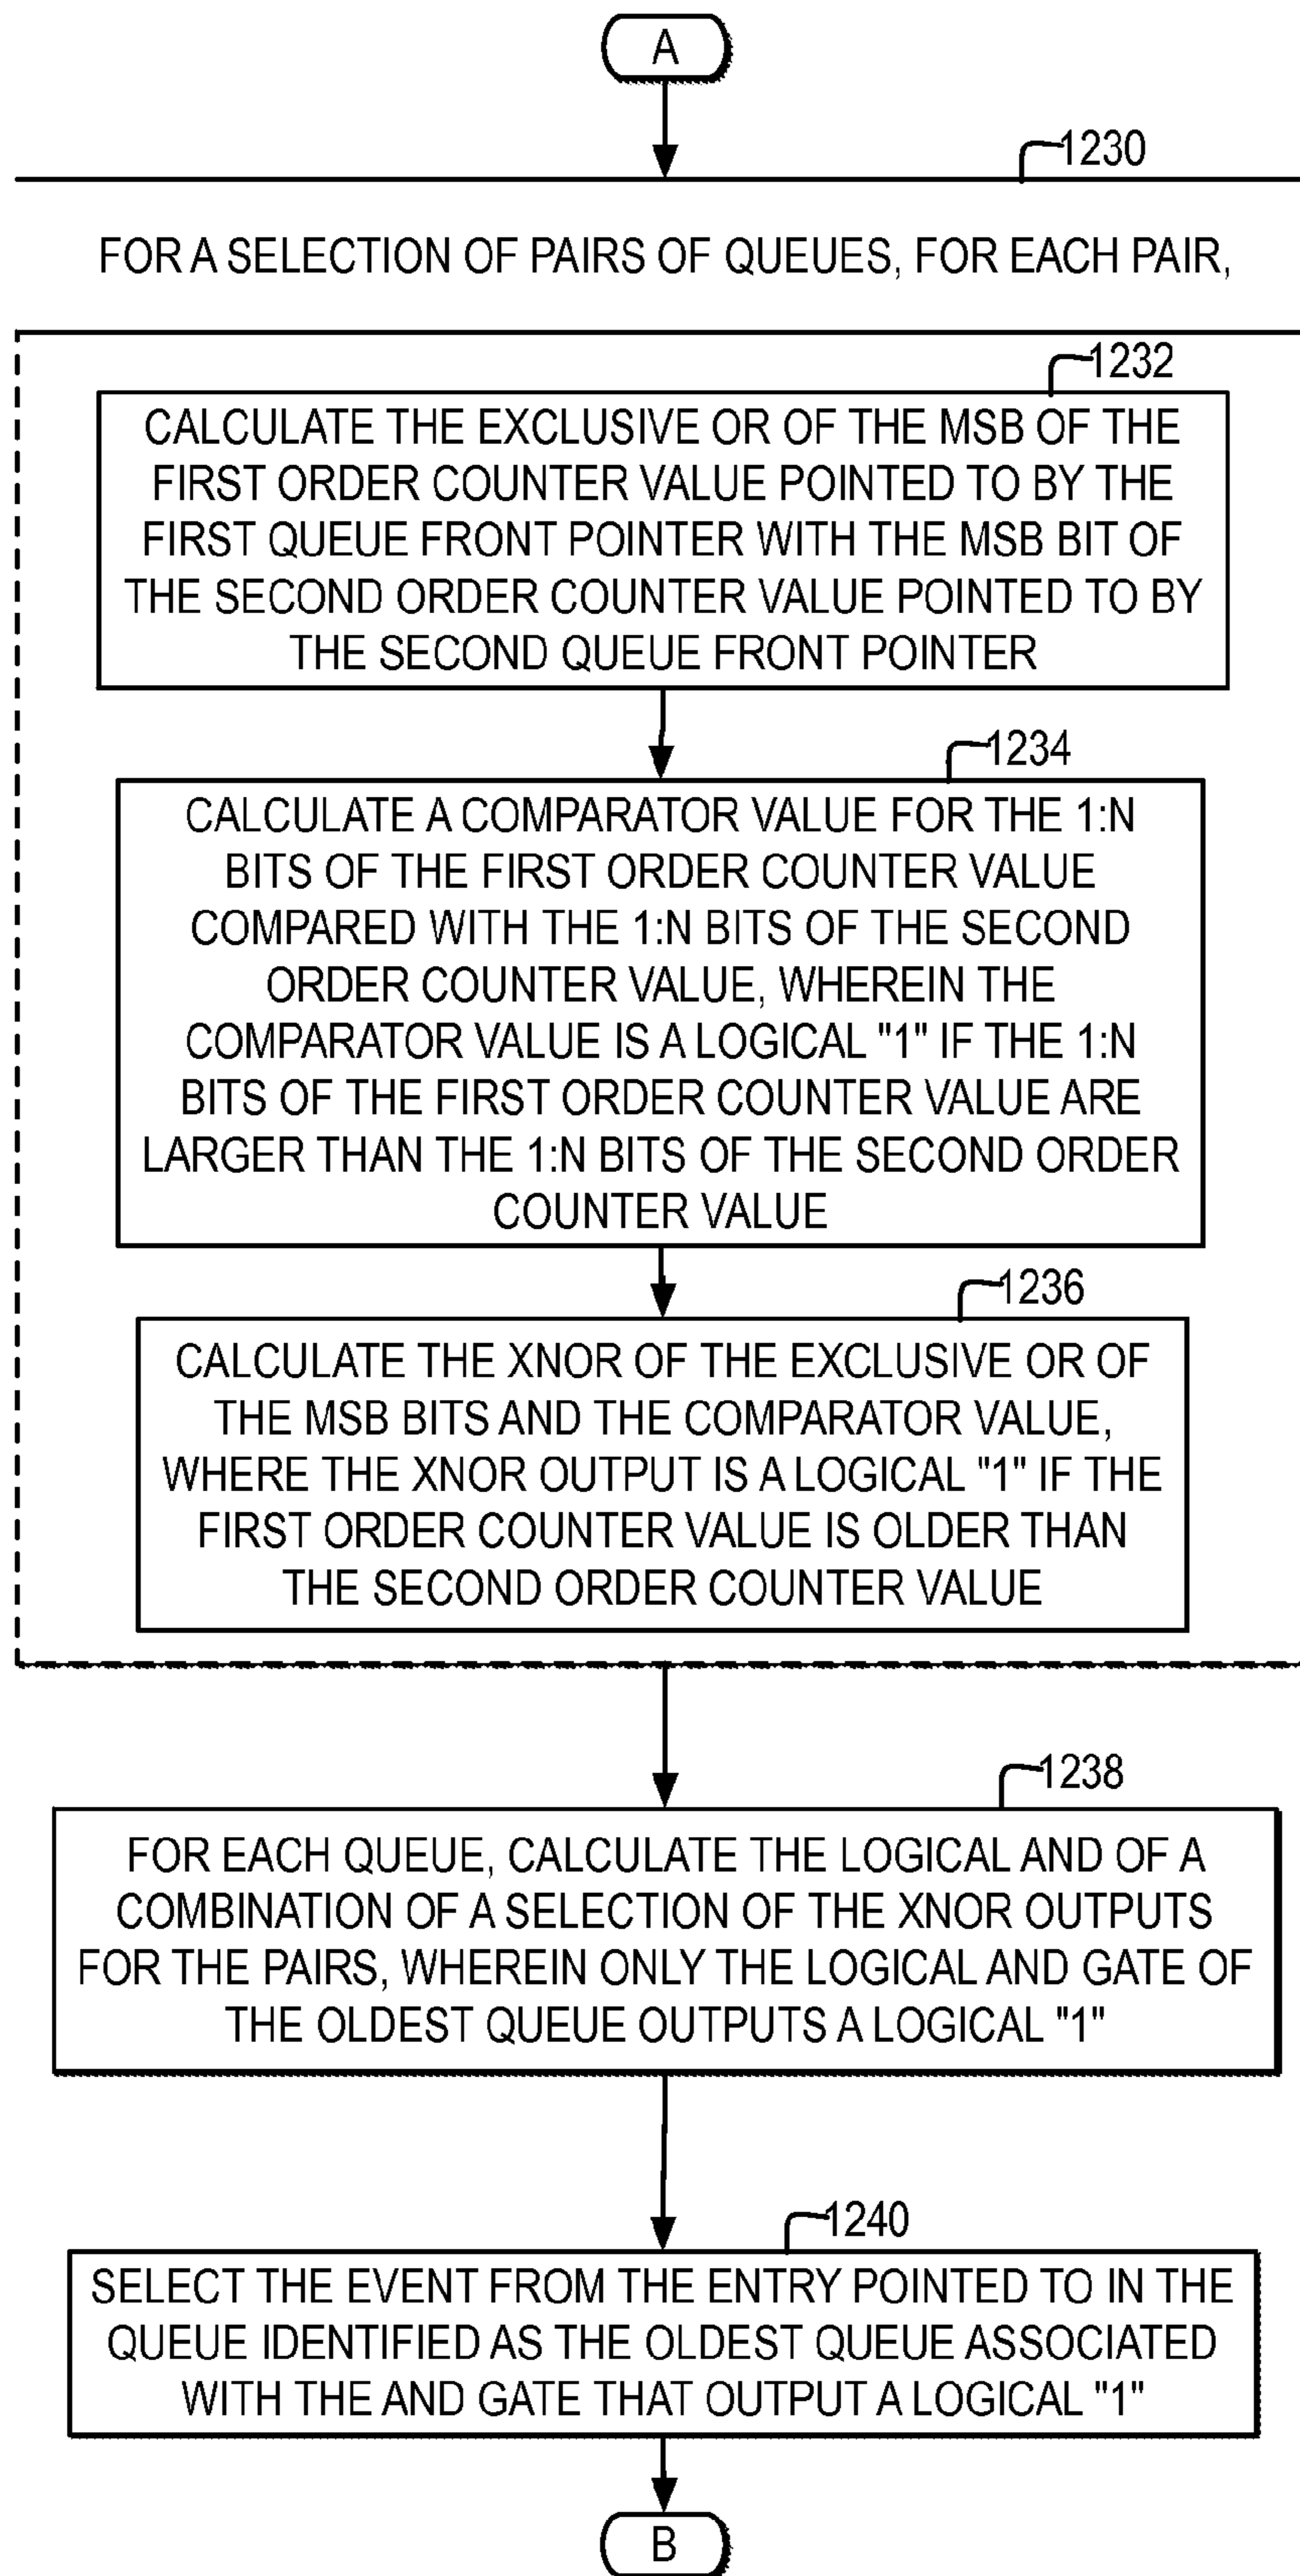 A
1230
FOR A SELECTION OF PAIRS OF QUEUES, FOR EACH PAIR,
1232
CALCULATE THE EXCLUSIVE OR OF THE MSB OF THE
FIRST ORDER COUNTER VALUE POINTED TO BY THE
FIRST QUEUE FRONT POINTER WITH THE MSB BIT OF
THE SECOND ORDER COUNTER VALUE POINTED TO BY
THE SECOND QUEUE FRONT POINTER
1234
CALCULATE A COMPARATOR VALUE FOR THE 1:N
BITS OF THE FIRST ORDER COUNTER VALUE
COMPARED WITH THE 1:N BITS OF THE SECOND
ORDER COUNTER VALUE, WHEREIN THE
COMPARATOR VALUE IS A LOGICAL "1" IF THE 1:N
BITS OF THE FIRST ORDER COUNTER VALUE ARE
LARGER THAN THE 1:N BITS OF THE SECOND ORDER
COUNTER VALUE
1236
CALCULATE THE XNOR OF THE EXCLUSIVE OR OF
THE MSB BITS AND THE COMPARATOR VALUE,
WHERE THE XNOR OUTPUT IS A LOGICAL "1" IF THE
FIRST ORDER COUNTER VALUE IS OLDER THAN
THE SECOND ORDER COUNTER VALUE
1238
FOR EACH QUEUE, CALCULATE THE LOGICAL AND OF A
COMBINATION OF A SELECTION OF THE XNOR OUTPUTS
FOR THE PAIRS, WHEREIN ONLY THE LOGICAL AND GATE OF
THE OLDEST QUEUE OUTPUTS A LOGICAL "1"
1240
SELECT THE EVENT FROM THE ENTRY POINTED TO IN THE
QUEUE IDENTIFIED AS THE OLDEST QUEUE ASSOCIATED
WITH THE AND GATE THAT OUTPUT A LOGICAL "1"
B